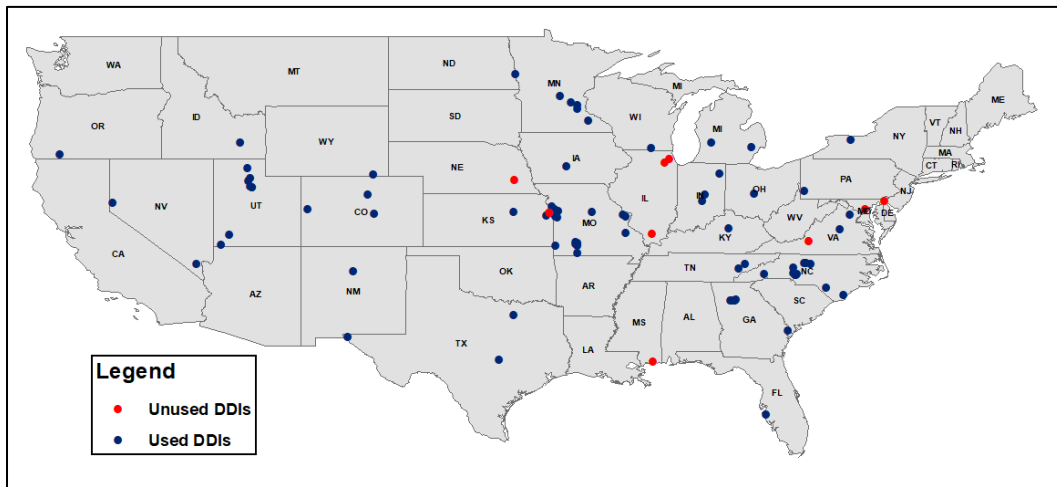 WA
MT
ND
MN
MI
ME
OR
ID
SD
WI
MI
NY
VT
NH
MA
CT
RI
WY
IA
PA
NJ
NE
NV
UT
CO
IL
IN
OH
WV
MD
DE
CA
KS
MO
KY
VA
AZ
NM
OK
AR
TN
NC
SC
TX
LA
MS
AL
GA
FL
Legend
Unused DDIs
Used DDIs